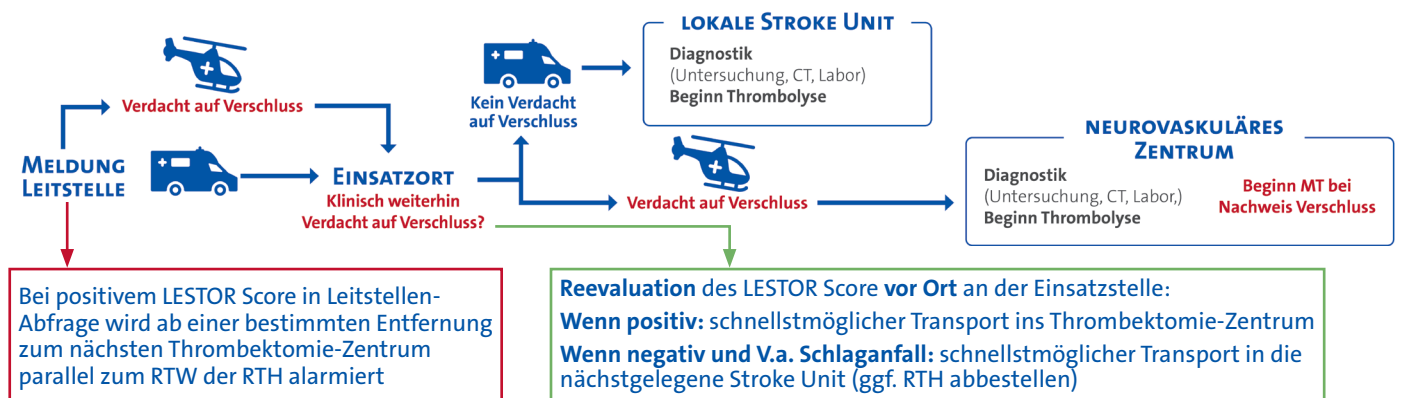 Verdacht auf Verschluss
MELDUNG
LEITSTELLE
EINSATZORT
Klinisch weiterhin
Verdacht auf Verschluss?
Kein Verdacht
auf Verschluss
LOKALE STROKE UNIT
Diagnostik
(Untersuchung, CT, Labor)
Beginn Thrombolyse
Verdacht auf Verschluss
NEUROVASKULÄRES
ZENTRUM
Diagnostik
(Untersuchung, CT, Labor,)
Beginn Thrombolyse
Beginn MT bei
Nachweis Verschluss
Bei positivem LESTOR Score in Leitstellen-
Abfrage wird ab einer bestimmten Entfernung
zum nächsten Thrombektomie-Zentrum
parallel zum RTW der RTH alarmiert
Reevaluation des LESTOR Score vor Ort an der Einsatzstelle:
Wenn positiv: schnellstmöglicher Transport ins Thrombektomie-Zentrum
Wenn negativ und V.a. Schlaganfall: schnellstmöglicher Transport in die
nächstgelegene Stroke Unit (ggf. RTH abbestellen)